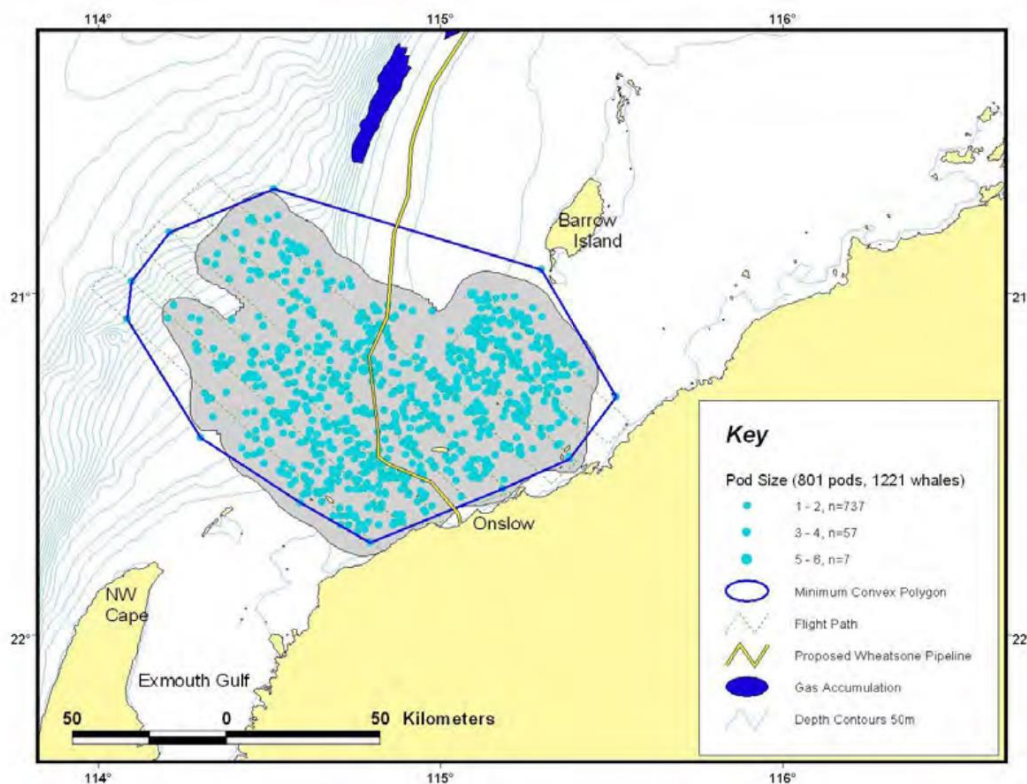 114° 115° 116°
Barrow
Island
21° 21°
Key
Pod Size (801 pods, 1221 whales)
1 - 2, n=737
3 - 4, n=57
5 - 6, n=7
Minimum Convex Polygon
Flight Path
Proposed Wheatsone Pipeline
Gas Accumulation
Depth Contours 50m
Onslow
NW
Cape
22° 22
Exmouth Gulf
50 0 50 Kilometers
114° 115° 116°